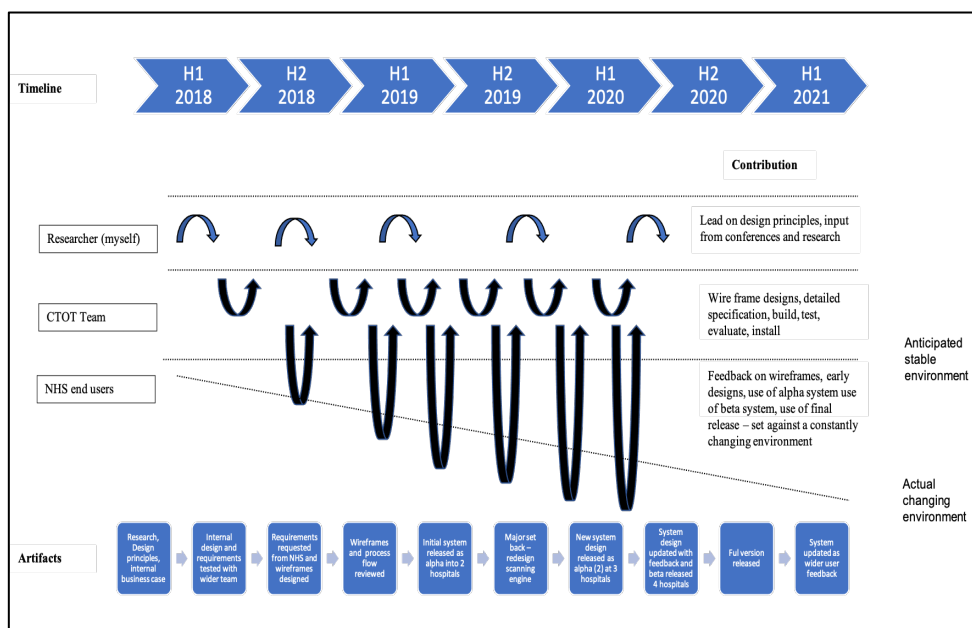 Timeline
H1
2018
H2
2018
H1
2019
H2
2019
H1
2020
H2
2020
H1
2021
Contribution
Researcher (myself)
Lead on design principles, input
from conferences and research
CTOT Team
Wire frame designs, detailed
specification, build, test,
evaluate, install
Anticipated
stable
environment
NHS end users
Feedback on wireframes, early
designs, use of alpha system use
of beta system, use of final
release – set against a constantly
changing environment
Actual
changing
environment
Artifacts
Research,
Design
principles,
internal
business case
Internal
design and
requirements
tested with
wider team
Requirements
requested
from NHS and
wireframes
designed
Wireframes
and process
flow
reviewed
Initial system
released as
alpha into 2
hospitals
Major set
back –
redesign
scanning
engine
New system
design
released as
alpha (2) at 3
hospitals
System
design
updated with
feedback and
beta released
4 hospitals
Ful version
released
System
updated as
wider user
feedback